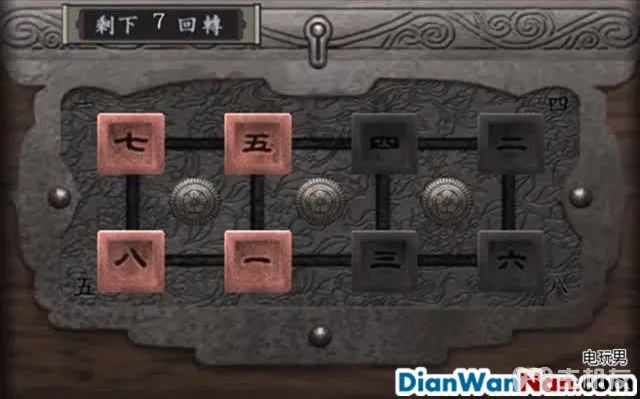 剩下 7 回轉
一 四
七 五 四 二
八 一 三 六
五 八
电玩男
DianWanNan.com